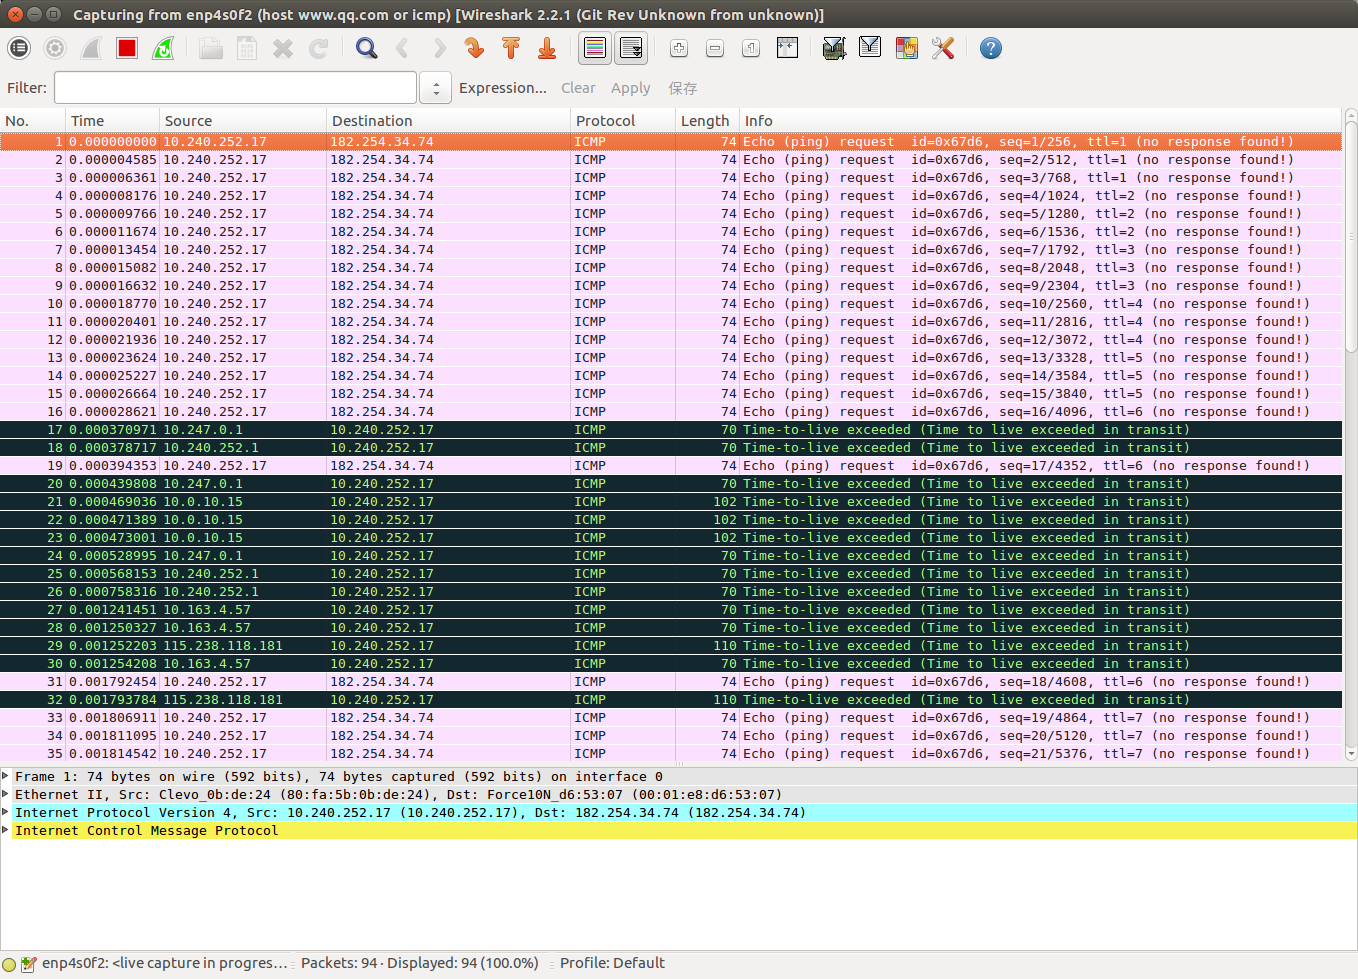 Capturing from enp4s0f2 (host www.qq.com or icmp) [Wireshark 2.2.1 (Git Rev Unknown from unknown)]
Filter: Expression... Clear Apply 保存
No. Time Source Destination Protocol Length Info
1 0.000000000 10.240.252.17 182.254.34.74 ICMP 74 Echo (ping) request id=0x67d6, seq=1/256, ttl=1 (no response found!)
2 0.000004585 10.240.252.17 182.254.34.74 ICMP 74 Echo (ping) request id=0x67d6, seq=2/512, ttl=1 (no response found!)
3 0.000006361 10.240.252.17 182.254.34.74 ICMP 74 Echo (ping) request id=0x67d6, seq=3/768, ttl=1 (no response found!)
4 0.000008176 10.240.252.17 182.254.34.74 ICMP 74 Echo (ping) request id=0x67d6, seq=4/1024, ttl=2 (no response found!)
5 0.000009766 10.240.252.17 182.254.34.74 ICMP 74 Echo (ping) request id=0x67d6, seq=5/1280, ttl=2 (no response found!)
6 0.000011674 10.240.252.17 182.254.34.74 ICMP 74 Echo (ping) request id=0x67d6, seq=6/1536, ttl=2 (no response found!)
7 0.000013454 10.240.252.17 182.254.34.74 ICMP 74 Echo (ping) request id=0x67d6, seq=7/1792, ttl=3 (no response found!)
8 0.000015082 10.240.252.17 182.254.34.74 ICMP 74 Echo (ping) request id=0x67d6, seq=8/2048, ttl=3 (no response found!)
9 0.000016632 10.240.252.17 182.254.34.74 ICMP 74 Echo (ping) request id=0x67d6, seq=9/2304, ttl=3 (no response found!)
10 0.000018770 10.240.252.17 182.254.34.74 ICMP 74 Echo (ping) request id=0x67d6, seq=10/2560, ttl=4 (no response found!)
11 0.000020401 10.240.252.17 182.254.34.74 ICMP 74 Echo (ping) request id=0x67d6, seq=11/2816, ttl=4 (no response found!)
12 0.000021936 10.240.252.17 182.254.34.74 ICMP 74 Echo (ping) request id=0x67d6, seq=12/3072, ttl=4 (no response found!)
13 0.000023624 10.240.252.17 182.254.34.74 ICMP 74 Echo (ping) request id=0x67d6, seq=13/3328, ttl=5 (no response found!)
14 0.000025227 10.240.252.17 182.254.34.74 ICMP 74 Echo (ping) request id=0x67d6, seq=14/3584, ttl=5 (no response found!)
15 0.000026664 10.240.252.17 182.254.34.74 ICMP 74 Echo (ping) request id=0x67d6, seq=15/3840, ttl=5 (no response found!)
16 0.000028621 10.240.252.17 182.254.34.74 ICMP 74 Echo (ping) request id=0x67d6, seq=16/4096, ttl=6 (no response found!)
17 0.000370971 10.247.0.1 10.240.252.17 ICMP 70 Time-to-live exceeded (Time to live exceeded in transit)
18 0.000378717 10.240.252.1 10.240.252.17 ICMP 70 Time-to-live exceeded (Time to live exceeded in transit)
19 0.000394353 10.240.252.17 182.254.34.74 ICMP 74 Echo (ping) request id=0x67d6, seq=17/4352, ttl=6 (no response found!)
20 0.000439808 10.247.0.1 10.240.252.17 ICMP 70 Time-to-live exceeded (Time to live exceeded in transit)
21 0.000469036 10.0.10.15 10.240.252.17 ICMP 102 Time-to-live exceeded (Time to live exceeded in transit)
22 0.000471389 10.0.10.15 10.240.252.17 ICMP 102 Time-to-live exceeded (Time to live exceeded in transit)
23 0.000473001 10.0.10.15 10.240.252.17 ICMP 102 Time-to-live exceeded (Time to live exceeded in transit)
24 0.000528995 10.247.0.1 10.240.252.17 ICMP 70 Time-to-live exceeded (Time to live exceeded in transit)
25 0.000568153 10.240.252.1 10.240.252.17 ICMP 70 Time-to-live exceeded (Time to live exceeded in transit)
26 0.000758316 10.240.252.1 10.240.252.17 ICMP 70 Time-to-live exceeded (Time to live exceeded in transit)
27 0.001241451 10.163.4.57 10.240.252.17 ICMP 70 Time-to-live exceeded (Time to live exceeded in transit)
28 0.001250327 10.163.4.57 10.240.252.17 ICMP 70 Time-to-live exceeded (Time to live exceeded in transit)
29 0.001252203 115.238.118.181 10.240.252.17 ICMP 110 Time-to-live exceeded (Time to live exceeded in transit)
30 0.001254208 10.163.4.57 10.240.252.17 ICMP 70 Time-to-live exceeded (Time to live exceeded in transit)
31 0.001792454 10.240.252.17 182.254.34.74 ICMP 74 Echo (ping) request id=0x67d6, seq=18/4608, ttl=6 (no response found!)
32 0.001793784 115.238.118.181 10.240.252.17 ICMP 110 Time-to-live exceeded (Time to live exceeded in transit)
33 0.001806911 10.240.252.17 182.254.34.74 ICMP 74 Echo (ping) request id=0x67d6, seq=19/4864, ttl=7 (no response found!)
34 0.001811095 10.240.252.17 182.254.34.74 ICMP 74 Echo (ping) request id=0x67d6, seq=20/5120, ttl=7 (no response found!)
35 0.001814542 10.240.252.17 182.254.34.74 ICMP 74 Echo (ping) request id=0x67d6, seq=21/5376, ttl=7 (no response found!)
Frame 1: 74 bytes on wire (592 bits), 74 bytes captured (592 bits) on interface 0
Ethernet II, Src: Clevo_0b:de:24 (80:fa:5b:0b:de:24), Dst: Force10N_d6:53:07 (00:01:e8:d6:53:07)
Internet Protocol Version 4, Src: 10.240.252.17 (10.240.252.17), Dst: 182.254.34.74 (182.254.34.74)
Internet Control Message Protocol
enp4s0f2: <live capture in progres... Packets: 94 · Displayed: 94 (100.0%) Profile: Default